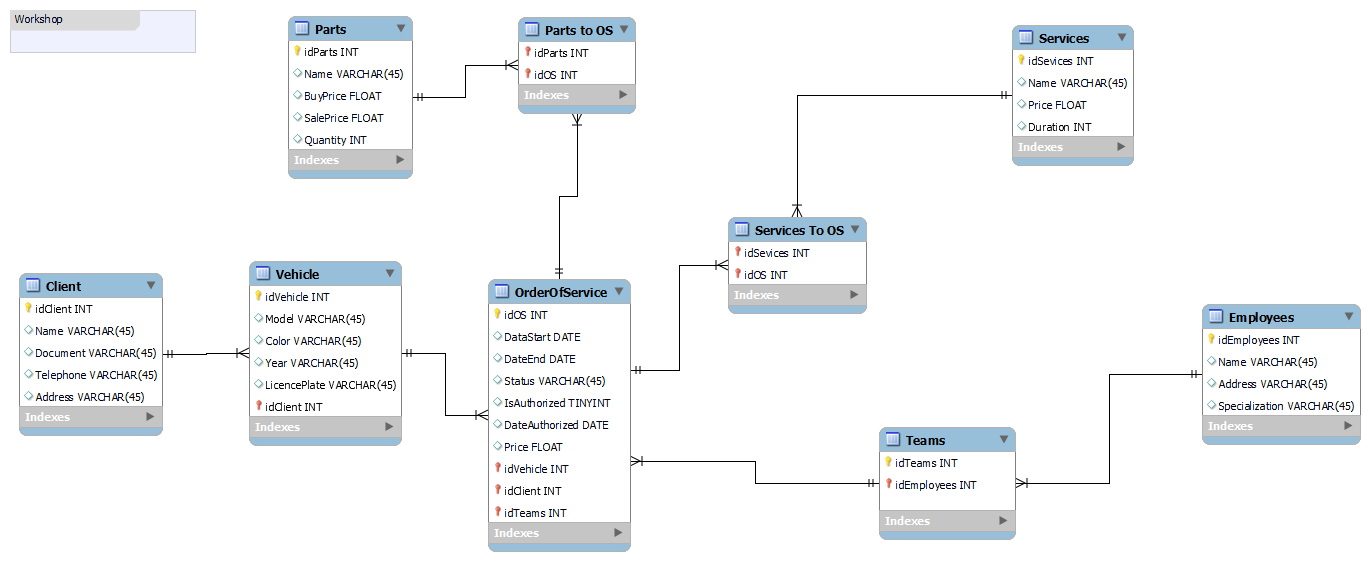 Workshop
Parts
idParts INT
Name VARCHAR(45)
BuyPrice FLOAT
SalePrice FLOAT
Quantity INT
Indexes
Parts to OS
idParts INT
idOS INT
Indexes
Services
idSevices INT
Name VARCHAR(45)
Price FLOAT
Duration INT
Indexes
Services To OS
idSevices INT
idOS INT
Indexes
Client
idClient INT
Name VARCHAR(45)
Document VARCHAR(45)
Telephone VARCHAR(45)
Address VARCHAR(45)
Indexes
Vehicle
idVehicle INT
Model VARCHAR(45)
Color VARCHAR(45)
Year VARCHAR(45)
LicencePlate VARCHAR(45)
idClient INT
Indexes
OrderOfService
idOS INT
DataStart DATE
DateEnd DATE
Status VARCHAR(45)
IsAuthorized TINYINT
DateAuthorized DATE
Price FLOAT
idVehicle INT
idClient INT
idTeams INT
Indexes
Teams
idTeams INT
idEmployees INT
Indexes
Employees
idEmployees INT
Name VARCHAR(45)
Address VARCHAR(45)
Specialization VARCHAR(45)
Indexes